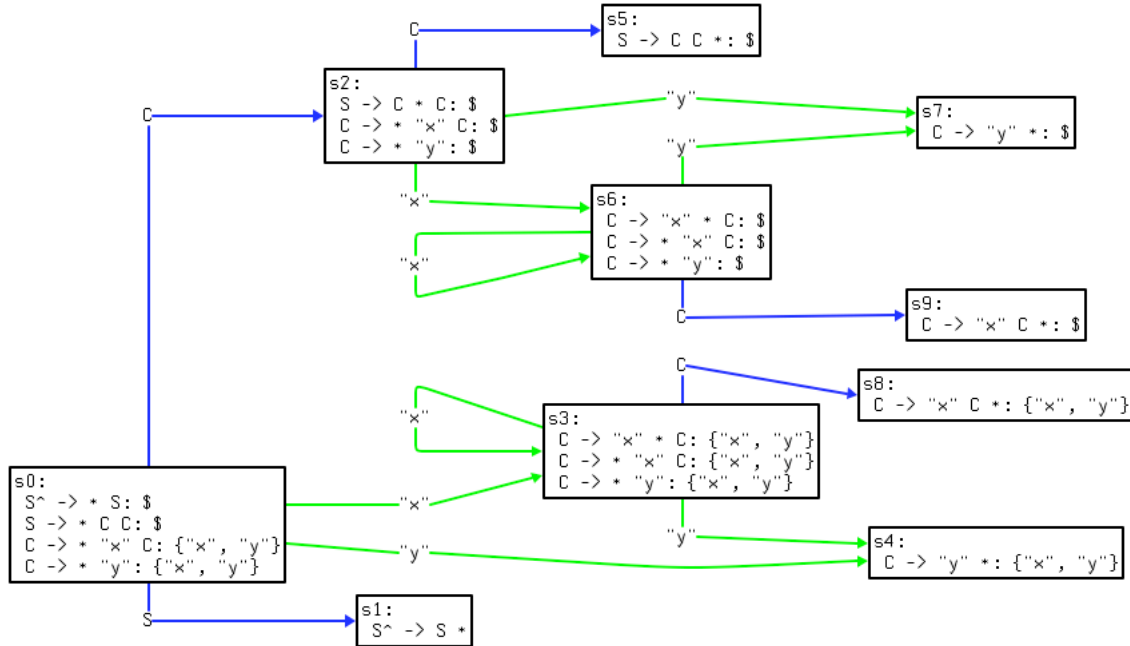 C
s5:
S -> C C *: $
s2:
S -> C * C: $
C -> * "x" C: $
C -> * "y": $
"y"
s7:
C -> "y" *: $
C
"y"
"x"
s6:
C -> "x" * C: $
C -> * "x" C: $
C -> * "y": $
"x"
C
s9:
C -> "x" C *: $
C
s8:
C -> "x" C *: {"x", "y"}
"x"
s3:
C -> "x" * C: {"x", "y"}
C -> * "x" C: {"x", "y"}
C -> * "y": {"x", "y"}
s0:
S^ -> * S: $
S -> * C C: $
C -> * "x" C: {"x", "y"}
C -> * "y": {"x", "y"}
"x"
"y"
"y"
s4:
C -> "y" *: {"x", "y"}
S
s1:
S^ -> S *